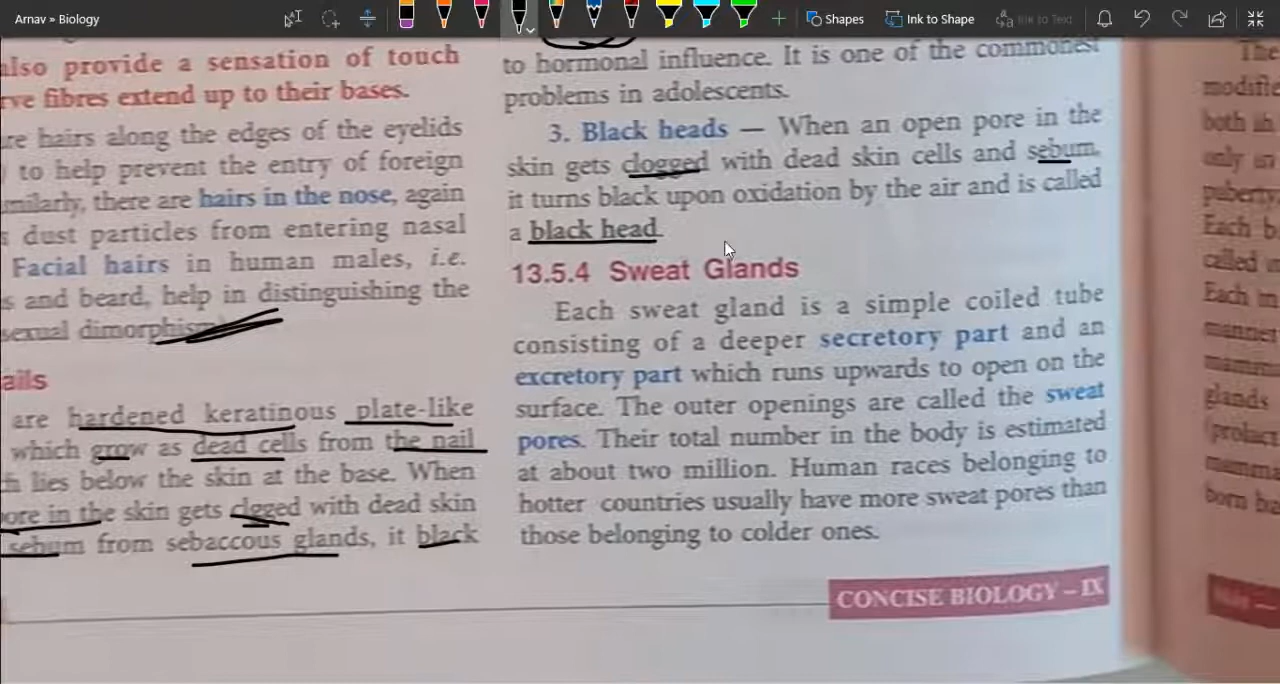 Arnav » Biology
Shapes
Ink to Shape
Ink to Text
also provide a sensation of touch
rve fibres extend up to their bases.
are hairs along the edges of the eyelids
to help prevent the entry of foreign
milarly, there are hairs in the nose, again
s dust particles from entering nasal
Facial hairs in human males, i.e.
s and beard, help in distinguishing the
sexual dimorphism
ails
are hardened keratinous plate-like
which grow as dead cells from the nail
h lies below the skin at the base. When
ore in the skin gets clgged with dead skin
sebum from sebaccous glands, it black
to hormonal influence. It is one of the commonest
problems in adolescents.
3. Black heads — When an open pore in the
skin gets clogged with dead skin cells and sebum,
it turns black upon oxidation by the air and is called
a black head.
13.5.4 Sweat Glands
Each sweat gland is a simple coiled tube
consisting of a deeper secretory part and an
excretory part which runs upwards to open on the
surface. The outer openings are called the sweat
pores. Their total number in the body is estimated
at about two million. Human races belonging to
hotter countries usually have more sweat pores than
those belonging to colder ones.
CONCISE BIOLOGY – IX
The
modifie
both in
only in
puberty
Each b
called
Each in
manner
mamma
glands
(prolact
mamma
born ba